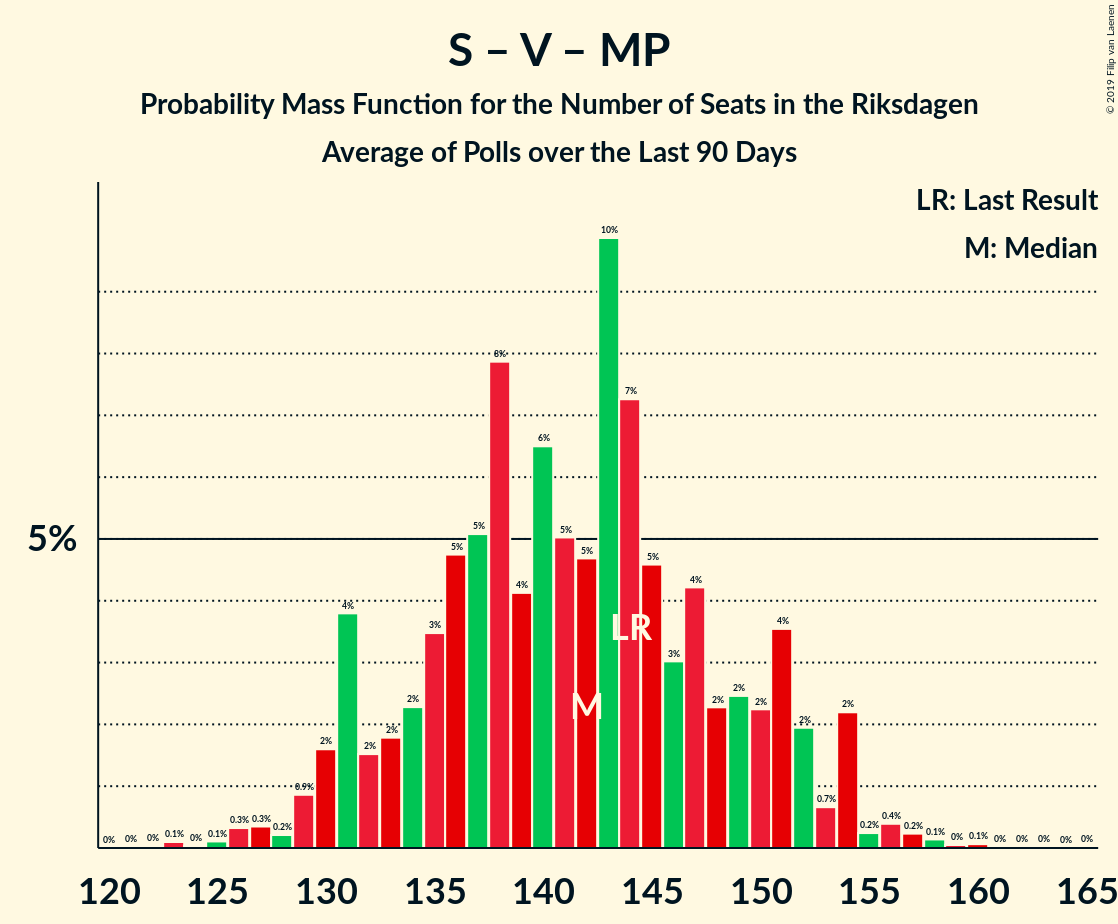 S – V – MP
Probability Mass Function for the Number of Seats in the Riksdagen
Average of Polls over the Last 90 Days
© 2019 Filip van Laenen
LR: Last Result
M: Median
5%
0% 0% 0% 0.1% 0% 0.1% 0.3% 0.3% 0.2% 0.9% 2% 4% 2% 2% 2% 3% 5% 5% 8% 4% 6% 5% 5% 10% 7% 5% 3% 4% 2% 2% 2% 4% 2% 0.7% 2% 0.2% 0.4% 0.2% 0.1% 0% 0.1% 0% 0% 0% 0% 0%
LR
M
120 125 130 135 140 145 150 155 160 165